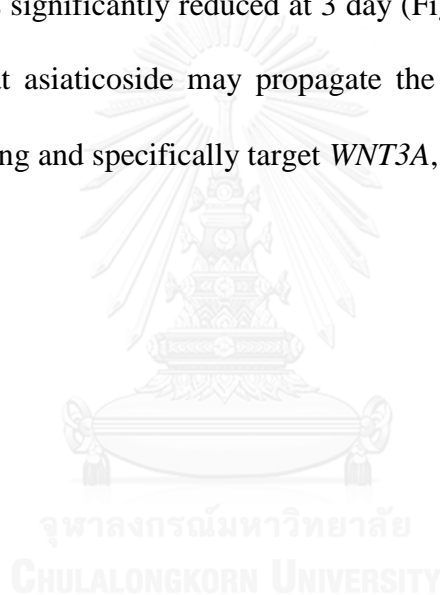 significantly reduced at 3 day (Fig
asiaticoside may propagate the
and specifically target WNT3A,
จุฬาลงกรณ์มหาวิทยาลัย
CHULALONGKORN UNIVERSITY